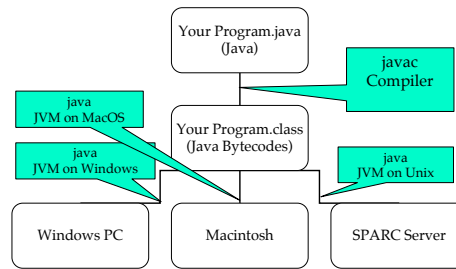 Your Program.java
(Java)
javac
Compiler
java
JVM on MacOS
Your Program.class
(Java Bytecodes)
java
JVM on Windows
java
JVM on Unix
Windows PC
Macintosh
SPARC Server